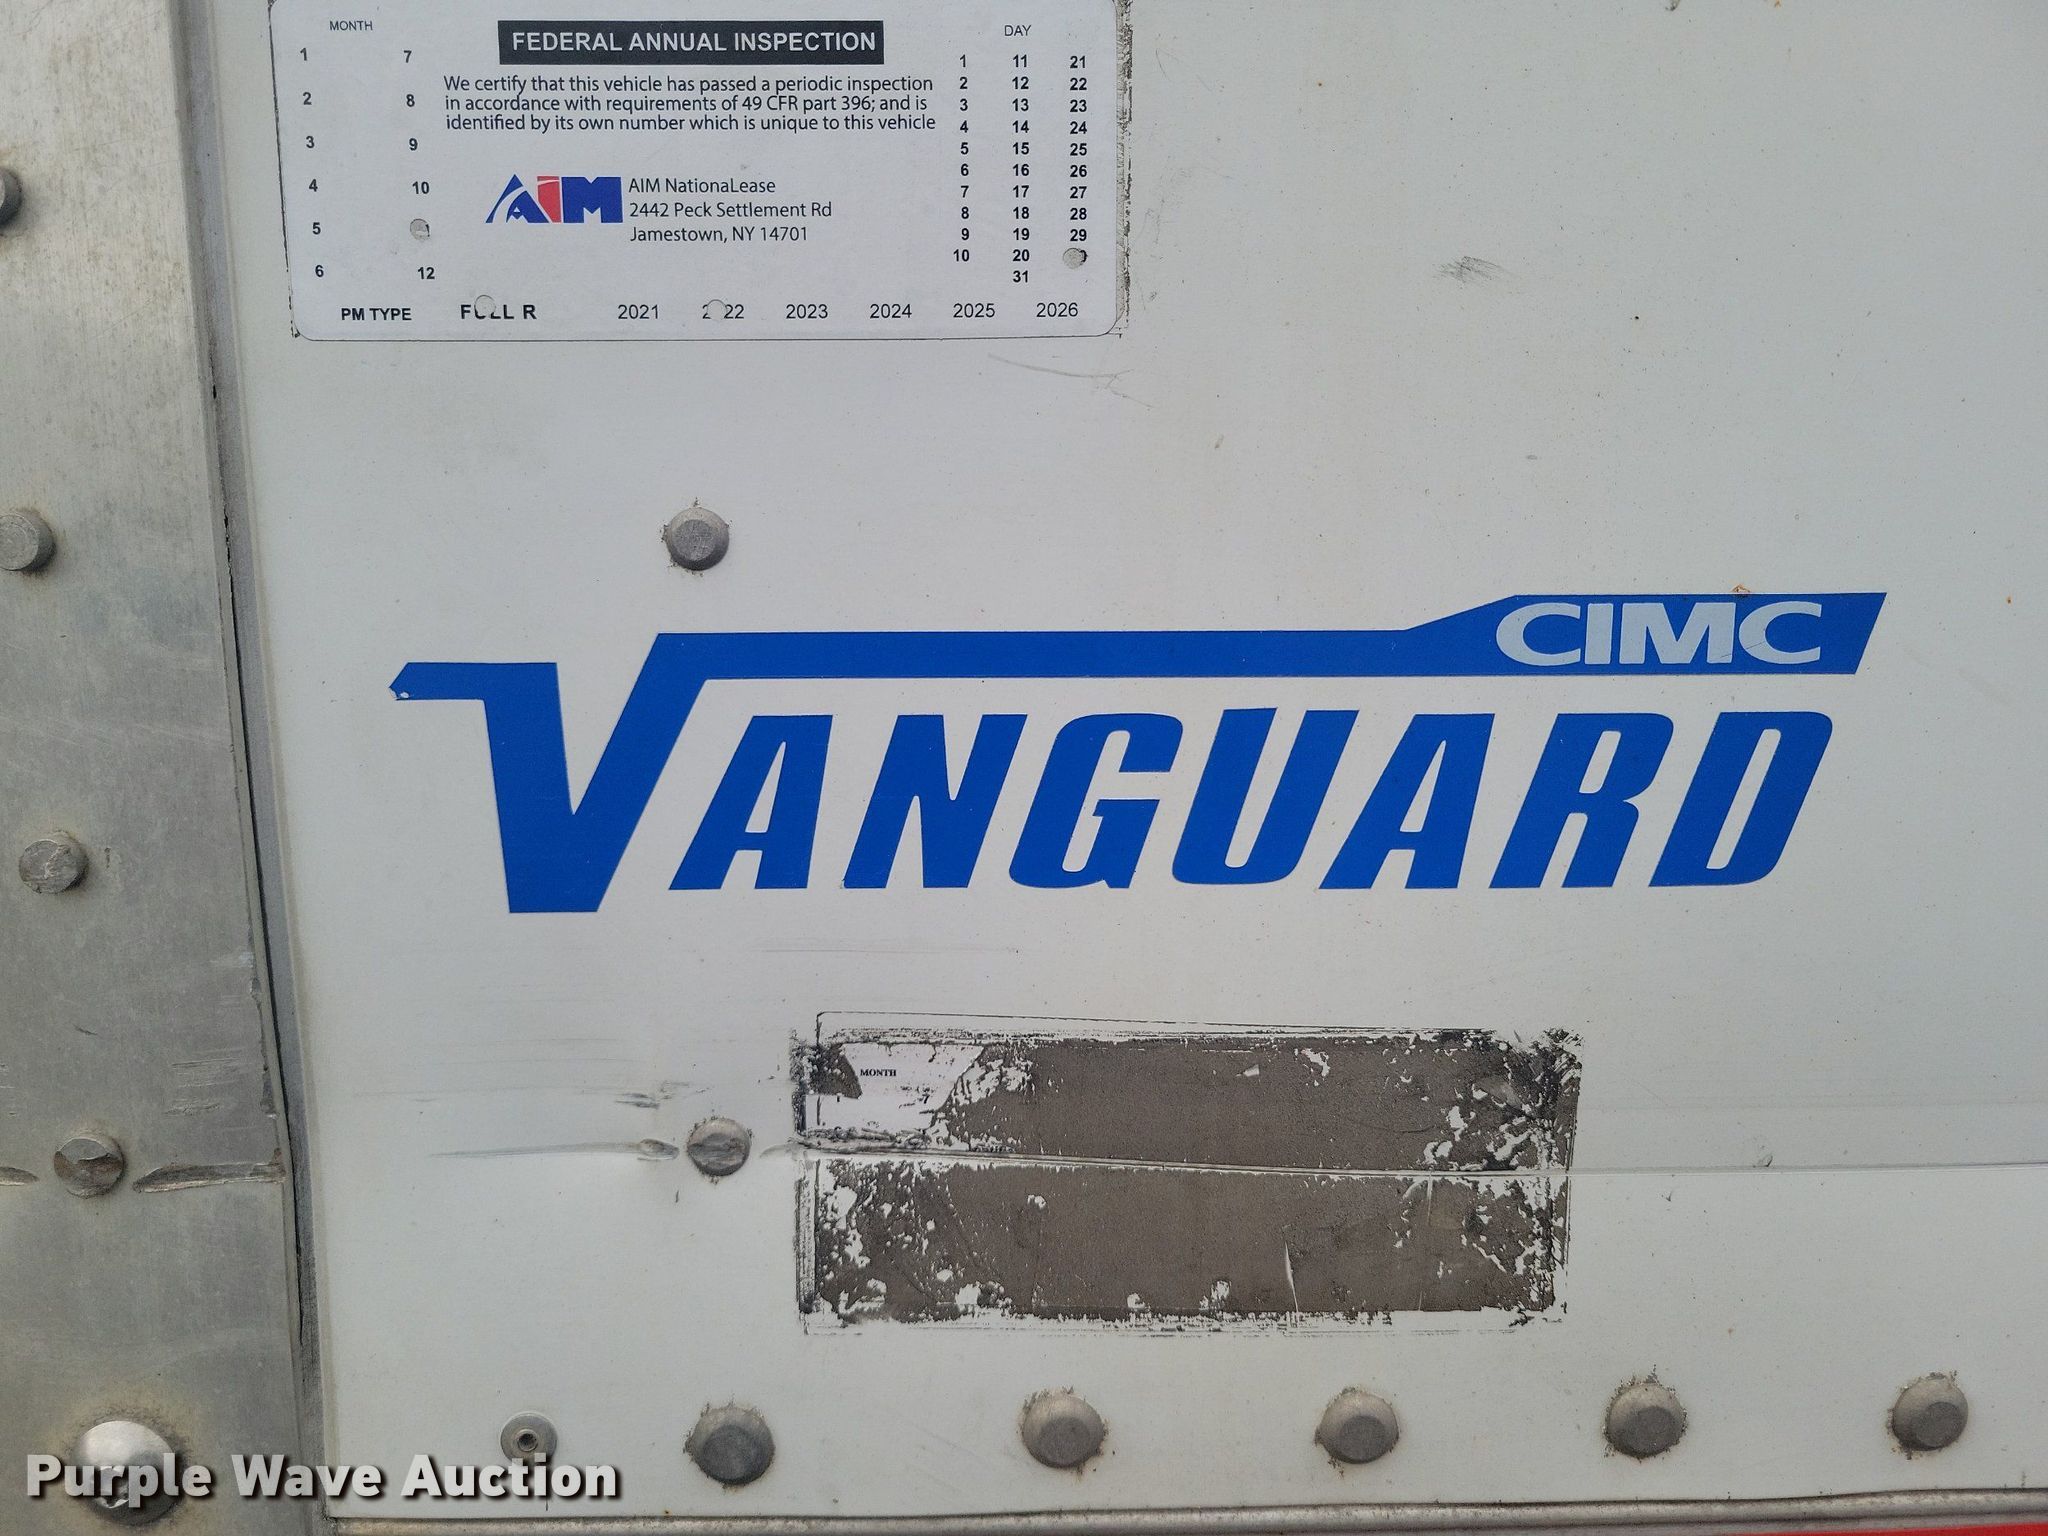 MONTH
FEDERAL ANNUAL INSPECTION
DAY
1 7
1 11 21
We certify that this vehicle has passed a periodic inspection
2 12 22
2 8
in accordance with requirements of 49 CFR part 396; and is
3 13 23
identified by its own number which is unique to this vehicle
4 14 24
3 9
5 15 25
6 16 26
4 10
AIM
AIM NationaLease
7 17 27
2442 Peck Settlement Rd
8 18 28
5
Jamestown, NY 14701
9 19 29
10 20
6 12
31
PM TYPE FULL R 2021 2022 2023 2024 2025 2026
CIMC
VANGUARD
MONTH
7
Purple Wave Auction